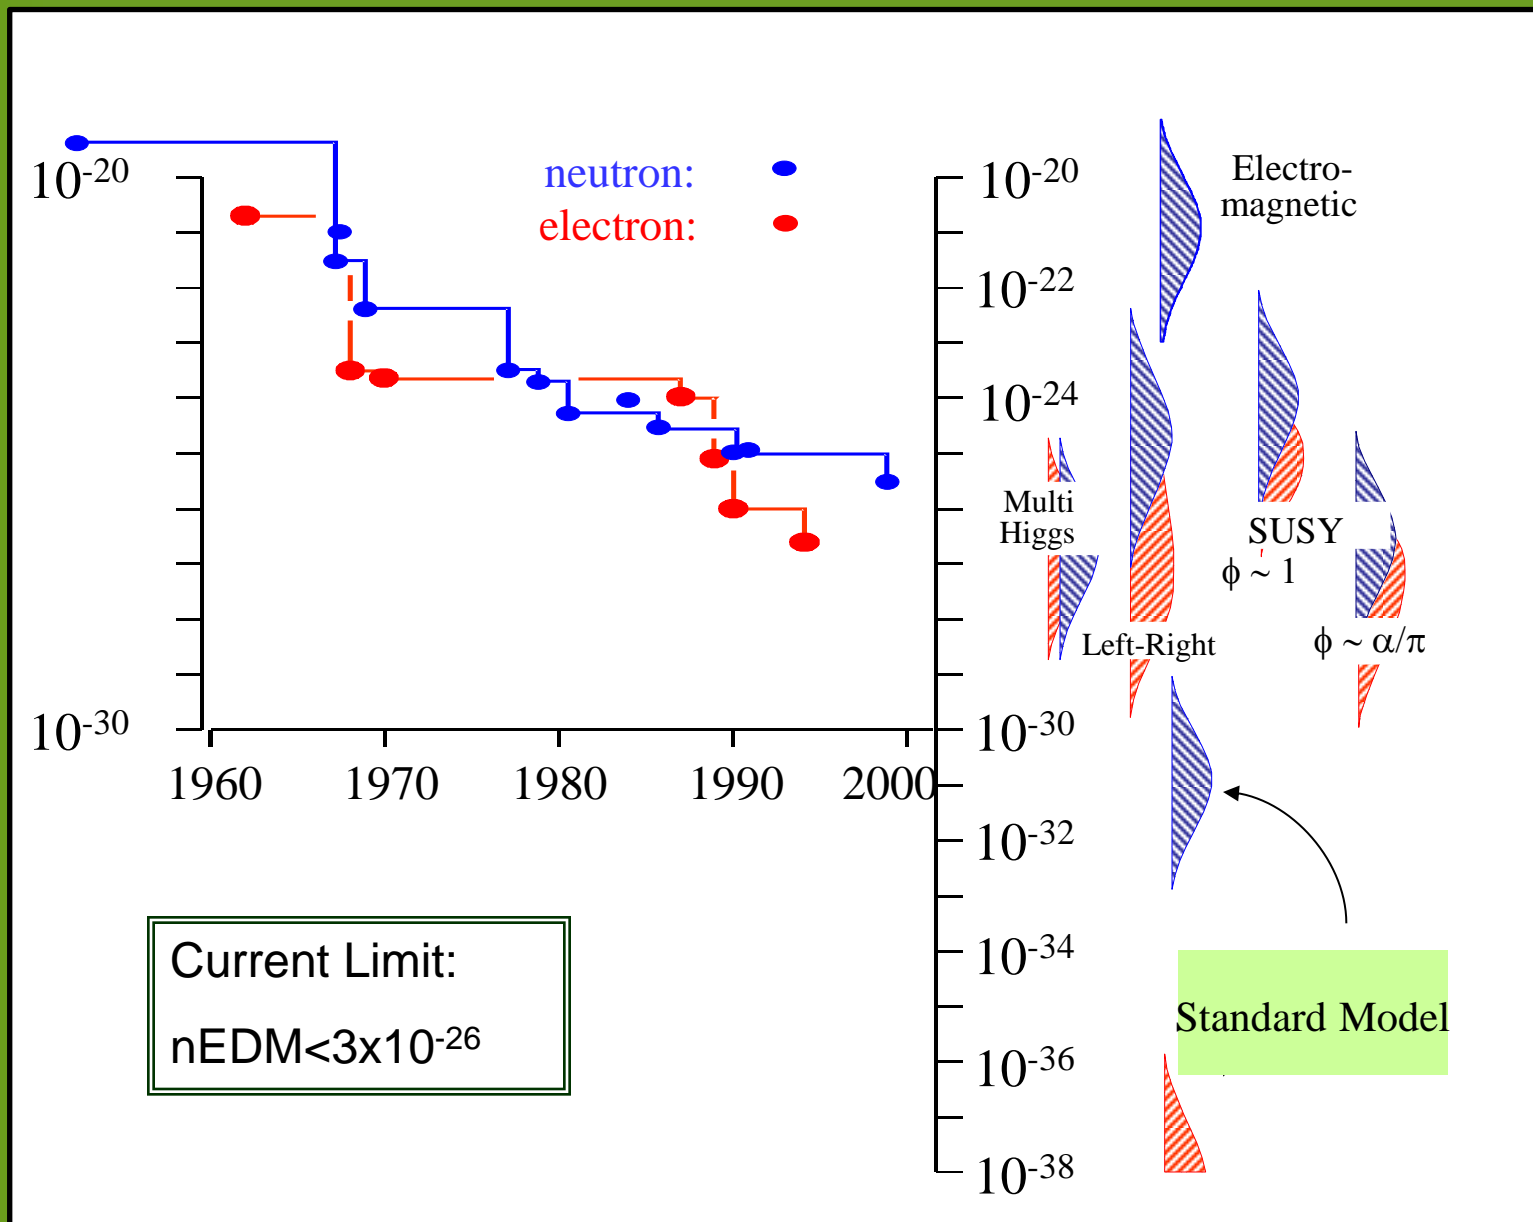 neutron:
electron:
10-20
10-30
1960 1970 1980 1990 2000
10-20
10-22
10-24
10-30
10-32
10-34
10-36
10-38
Electro-
magnetic
Multi
Higgs
SUSY
ϕ ~ 1
Left-Right
ϕ ~ α/π
Standard Model
Current Limit:
nEDM<3x10-26